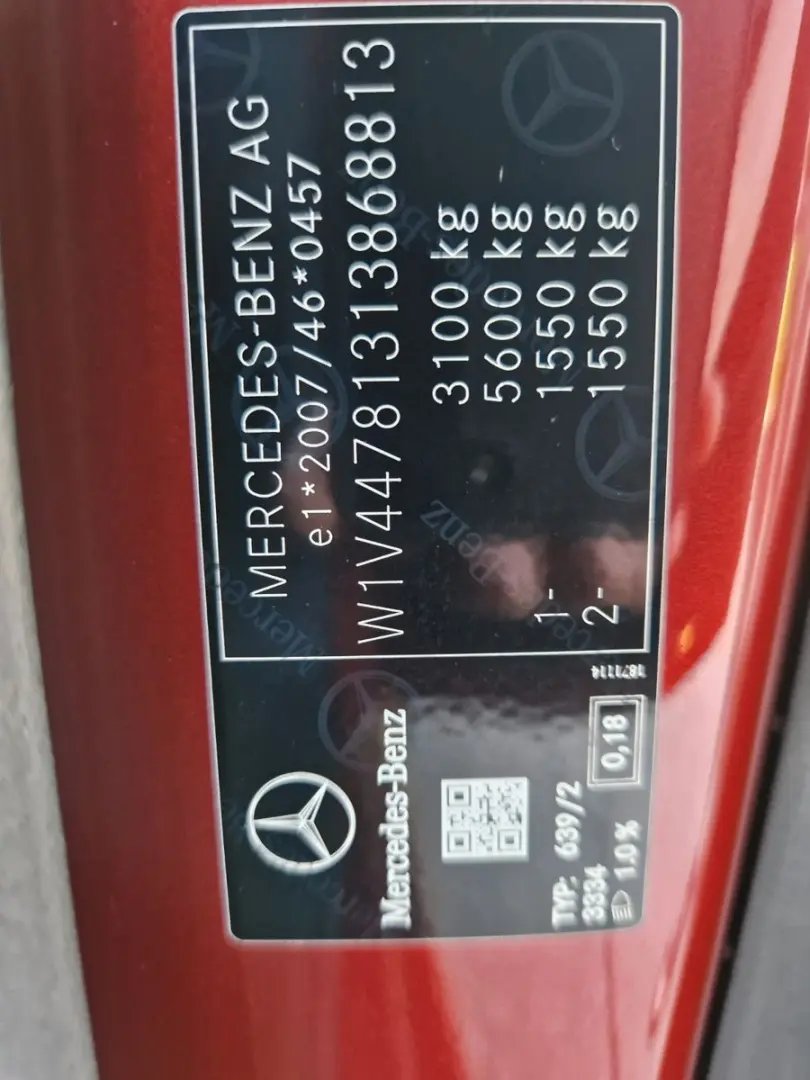 MERCEDES-BENZ AG
e1*2007/46*0457
W1V44781313868813
3100 kg
5600 kg
1- 1550 kg
2- 1550 kg
Mercedes-Benz
TYP: 639/2
3334
1.0%
0,18
1871114